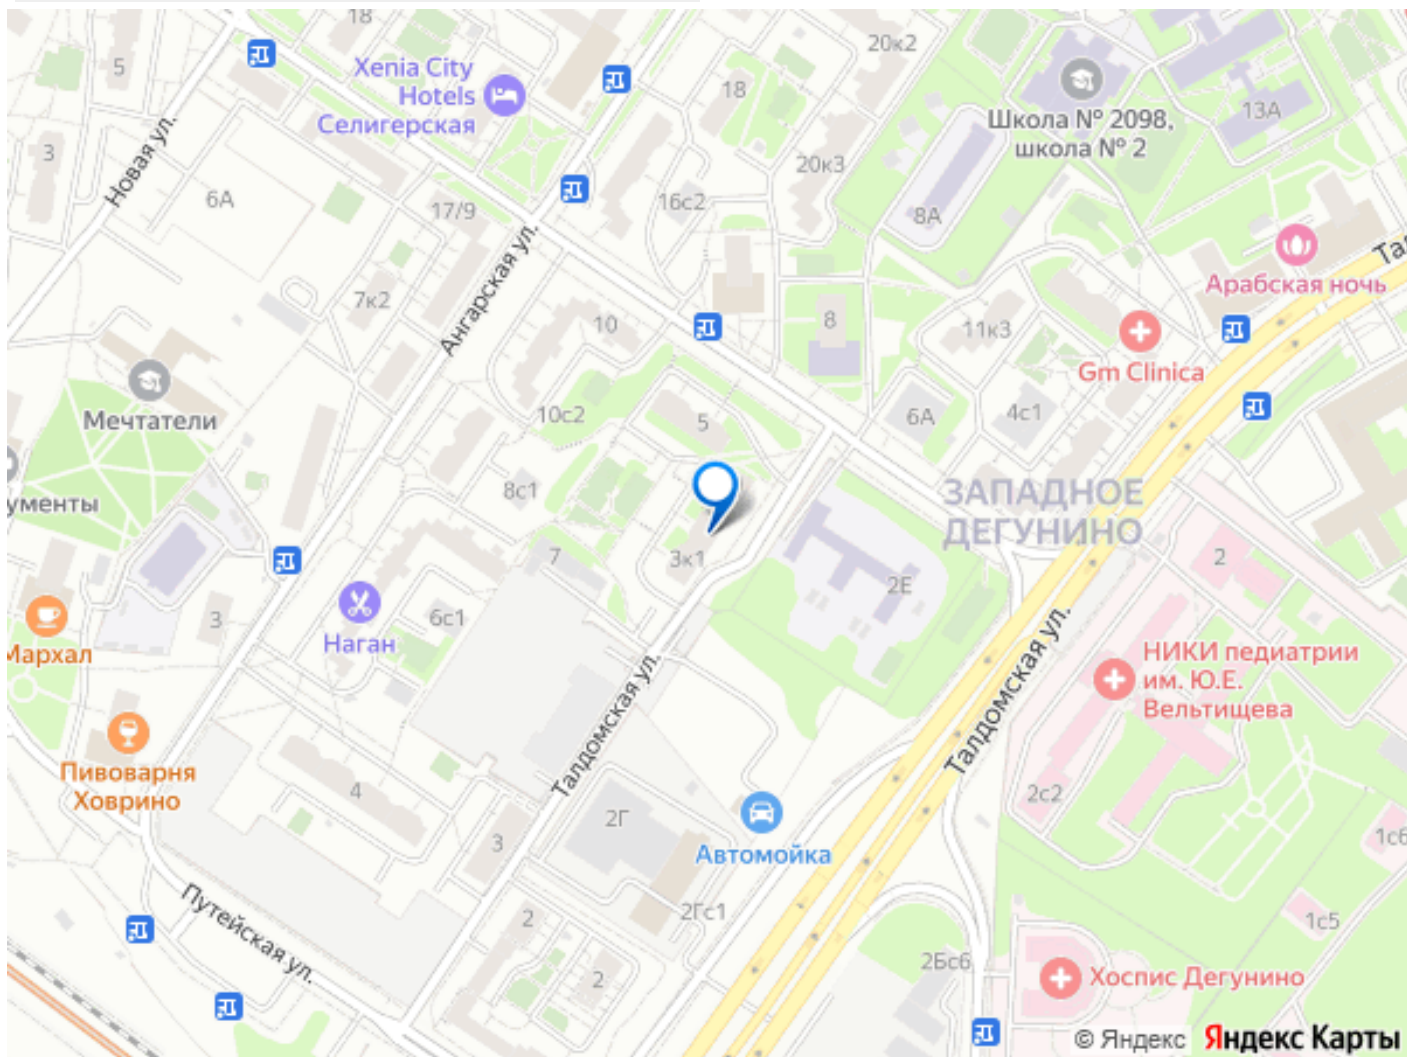 18
20к2
5
Xenia City
Hotels
Селигерская
18
13А
Школа № 2098,
школа № 2
3
Новая ул.
6А
17/9
16с2
20к3
8А
Ангарская ул.
7к2
10
8
11к3
Арабская ночь
Gm Clinica
Мечтатели
10с2
5
6А
4с1
8с1
ЗАПАДНОЕ
ДЕГУНИНО
ументы
7
3к1
2Е
2
3
6с1
Наган
Мархал
Талдомская ул.
Талдомская ул.
НИКИ педиатрии
им. Ю.Е.
Вельтищева
Пивоварня
Ховрино
4
2с2
2Г
3
Автомойка
1с6
Путейская ул.
2
2Гс1
1с5
2
2Бс6
Хоспис Дегунино
© Яндекс Яндекс Карты